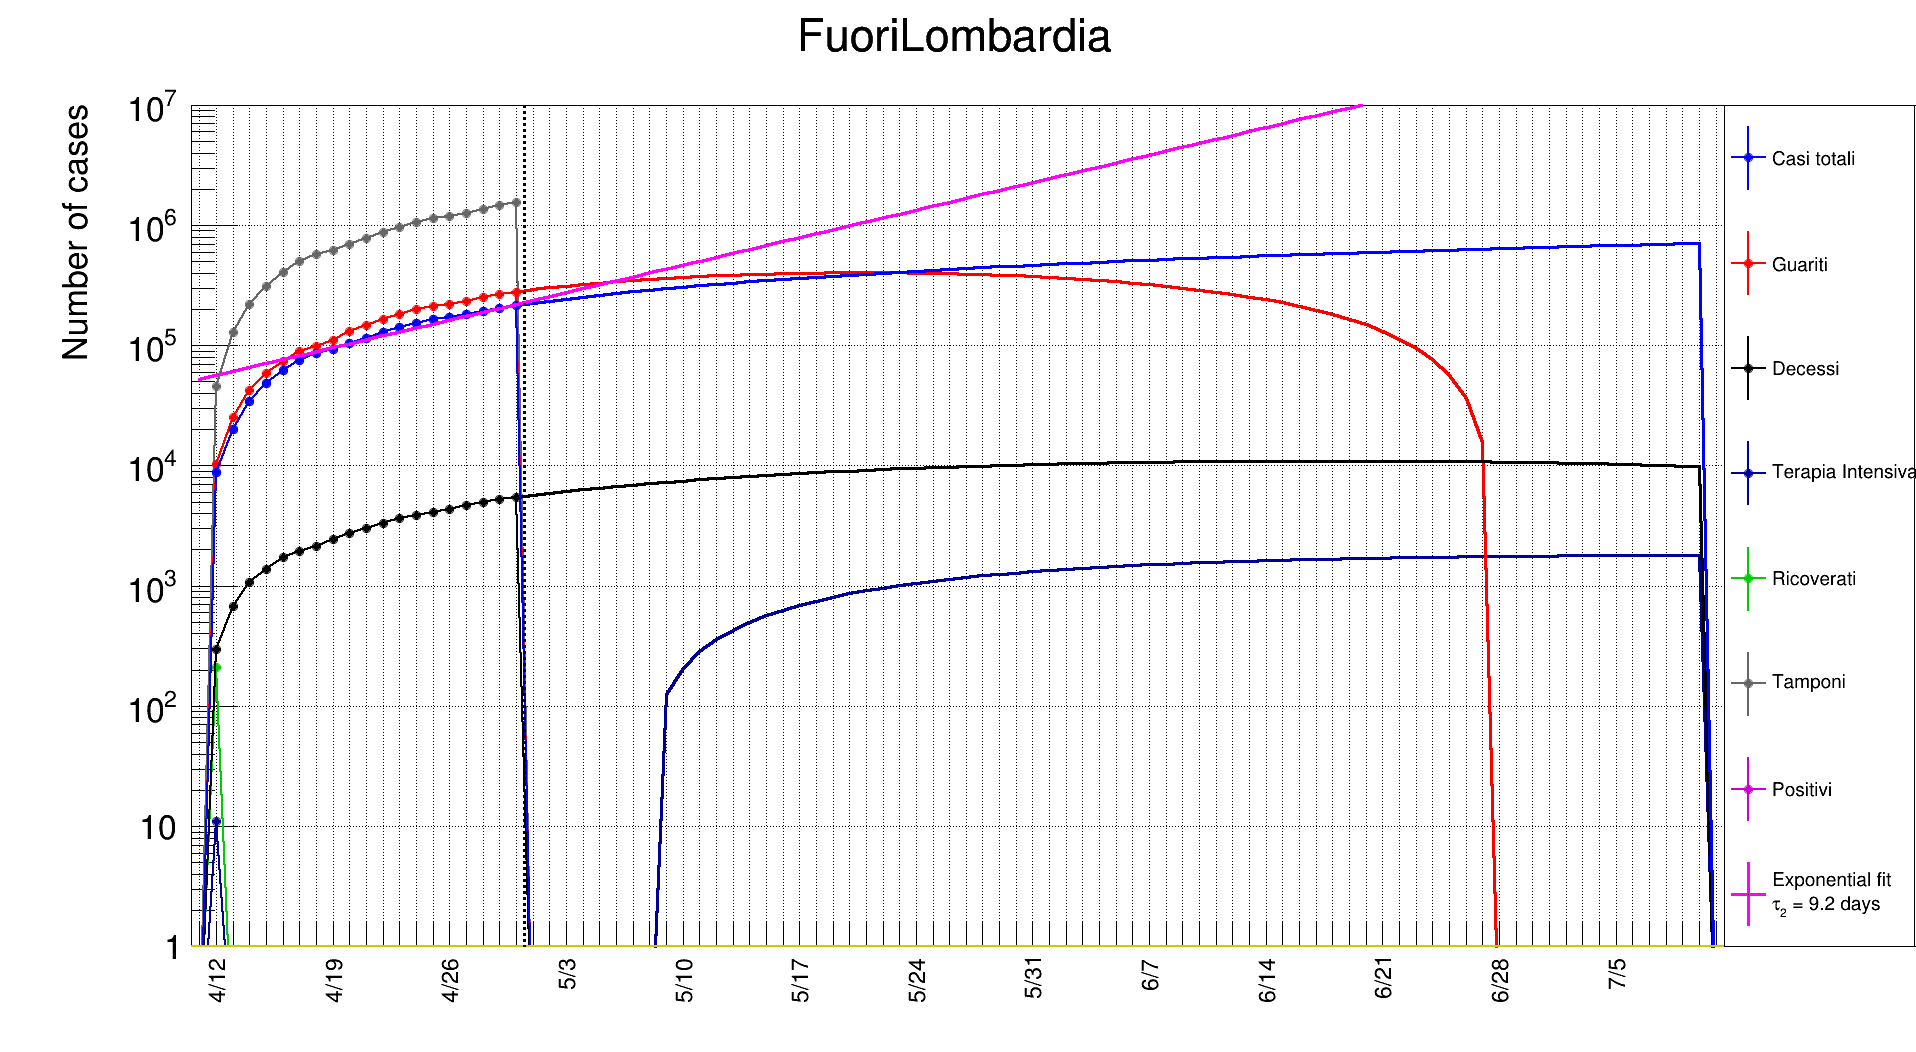 FuoriLombardia
Number of cases
10^7
10^6
10^5
10^4
10^3
10^2
10
1
4/12
4/19
4/26
5/3
5/10
5/17
5/24
5/31
6/7
6/14
6/21
6/28
7/5
Casi totali
Guariti
Decessi
Terapia Intensiva
Ricoverati
Tamponi
Positivi
Exponential fit
τ₂ = 9.2 days